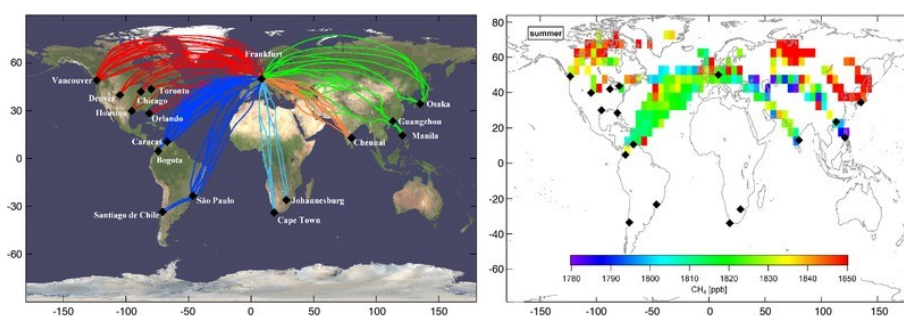 60
30
0
-30
-60
-150
-100
-50
0
50
100
150
Frankfurt
Vancouver
Toronto
Denver
Chicago
Houston
Orlando
Osaka
Guangzhou
Manila
Caracas
Chennai
Bogota
São Paulo
Johannesburg
Santiago de Chile
Cape Town
summer
80
60
40
20
0
-20
-40
-60
1780
1793
1800
1810
1820
1832
1840
1850
CH₄ [ppb]
-150
-100
-50
0
50
100
150